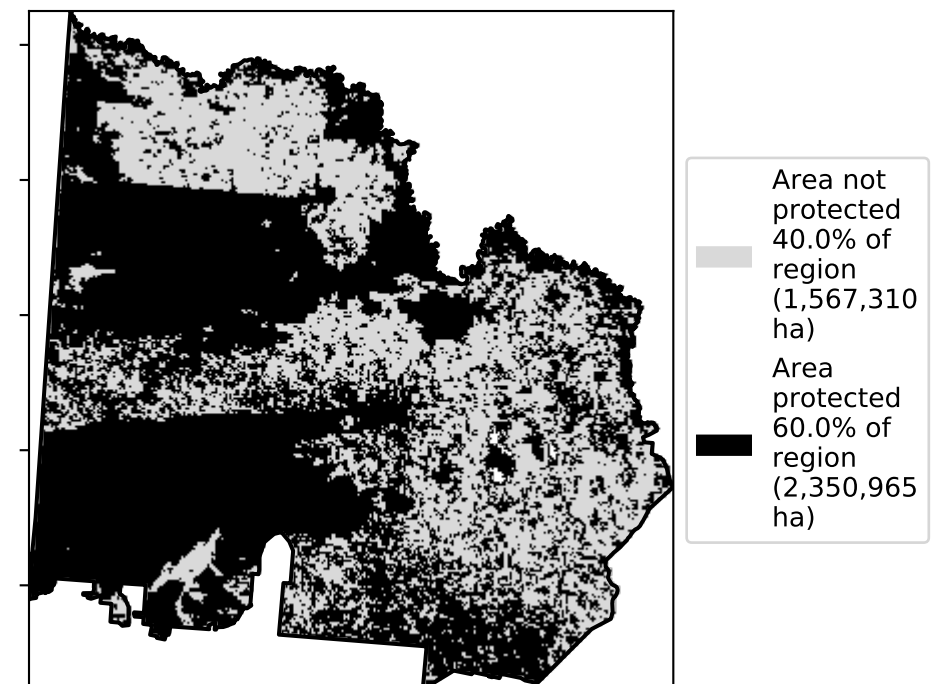 Area not
protected
40.0% of
region
(1,567,310
ha)
Area
protected
60.0% of
region
(2,350,965
ha)